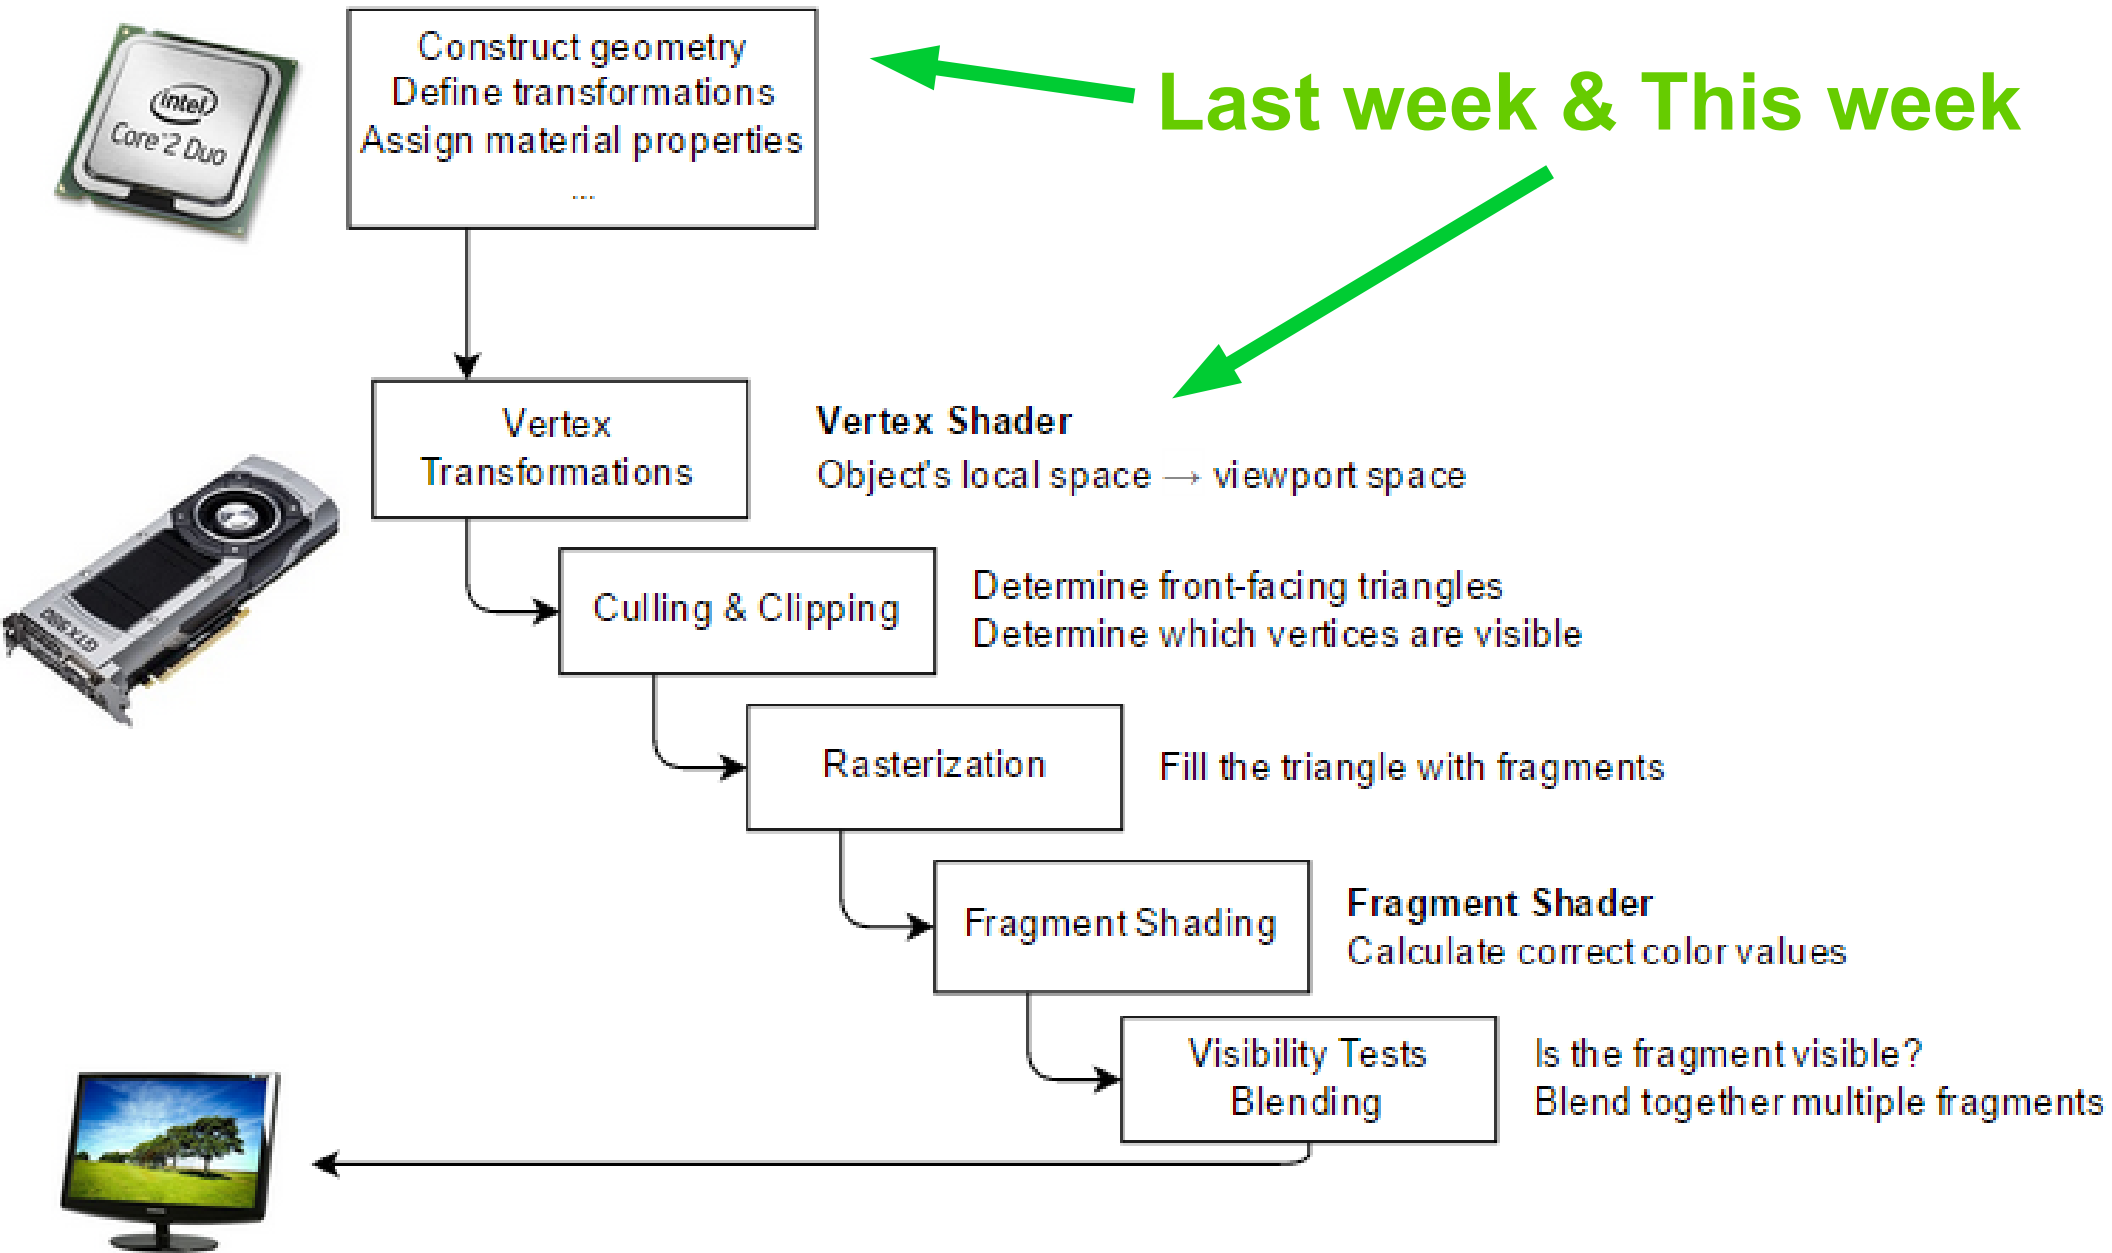 intel
Core 2 Duo
Construct geometry
Define transformations
Assign material properties
...
Last week & This week
Vertex
Transformations
Vertex Shader
Object's local space → viewport space
GTX 980
Culling & Clipping
Determine front-facing triangles
Determine which vertices are visible
Rasterization
Fill the triangle with fragments
Fragment Shading
Fragment Shader
Calculate correct color values
Visibility Tests
Blending
Is the fragment visible?
Blend together multiple fragments